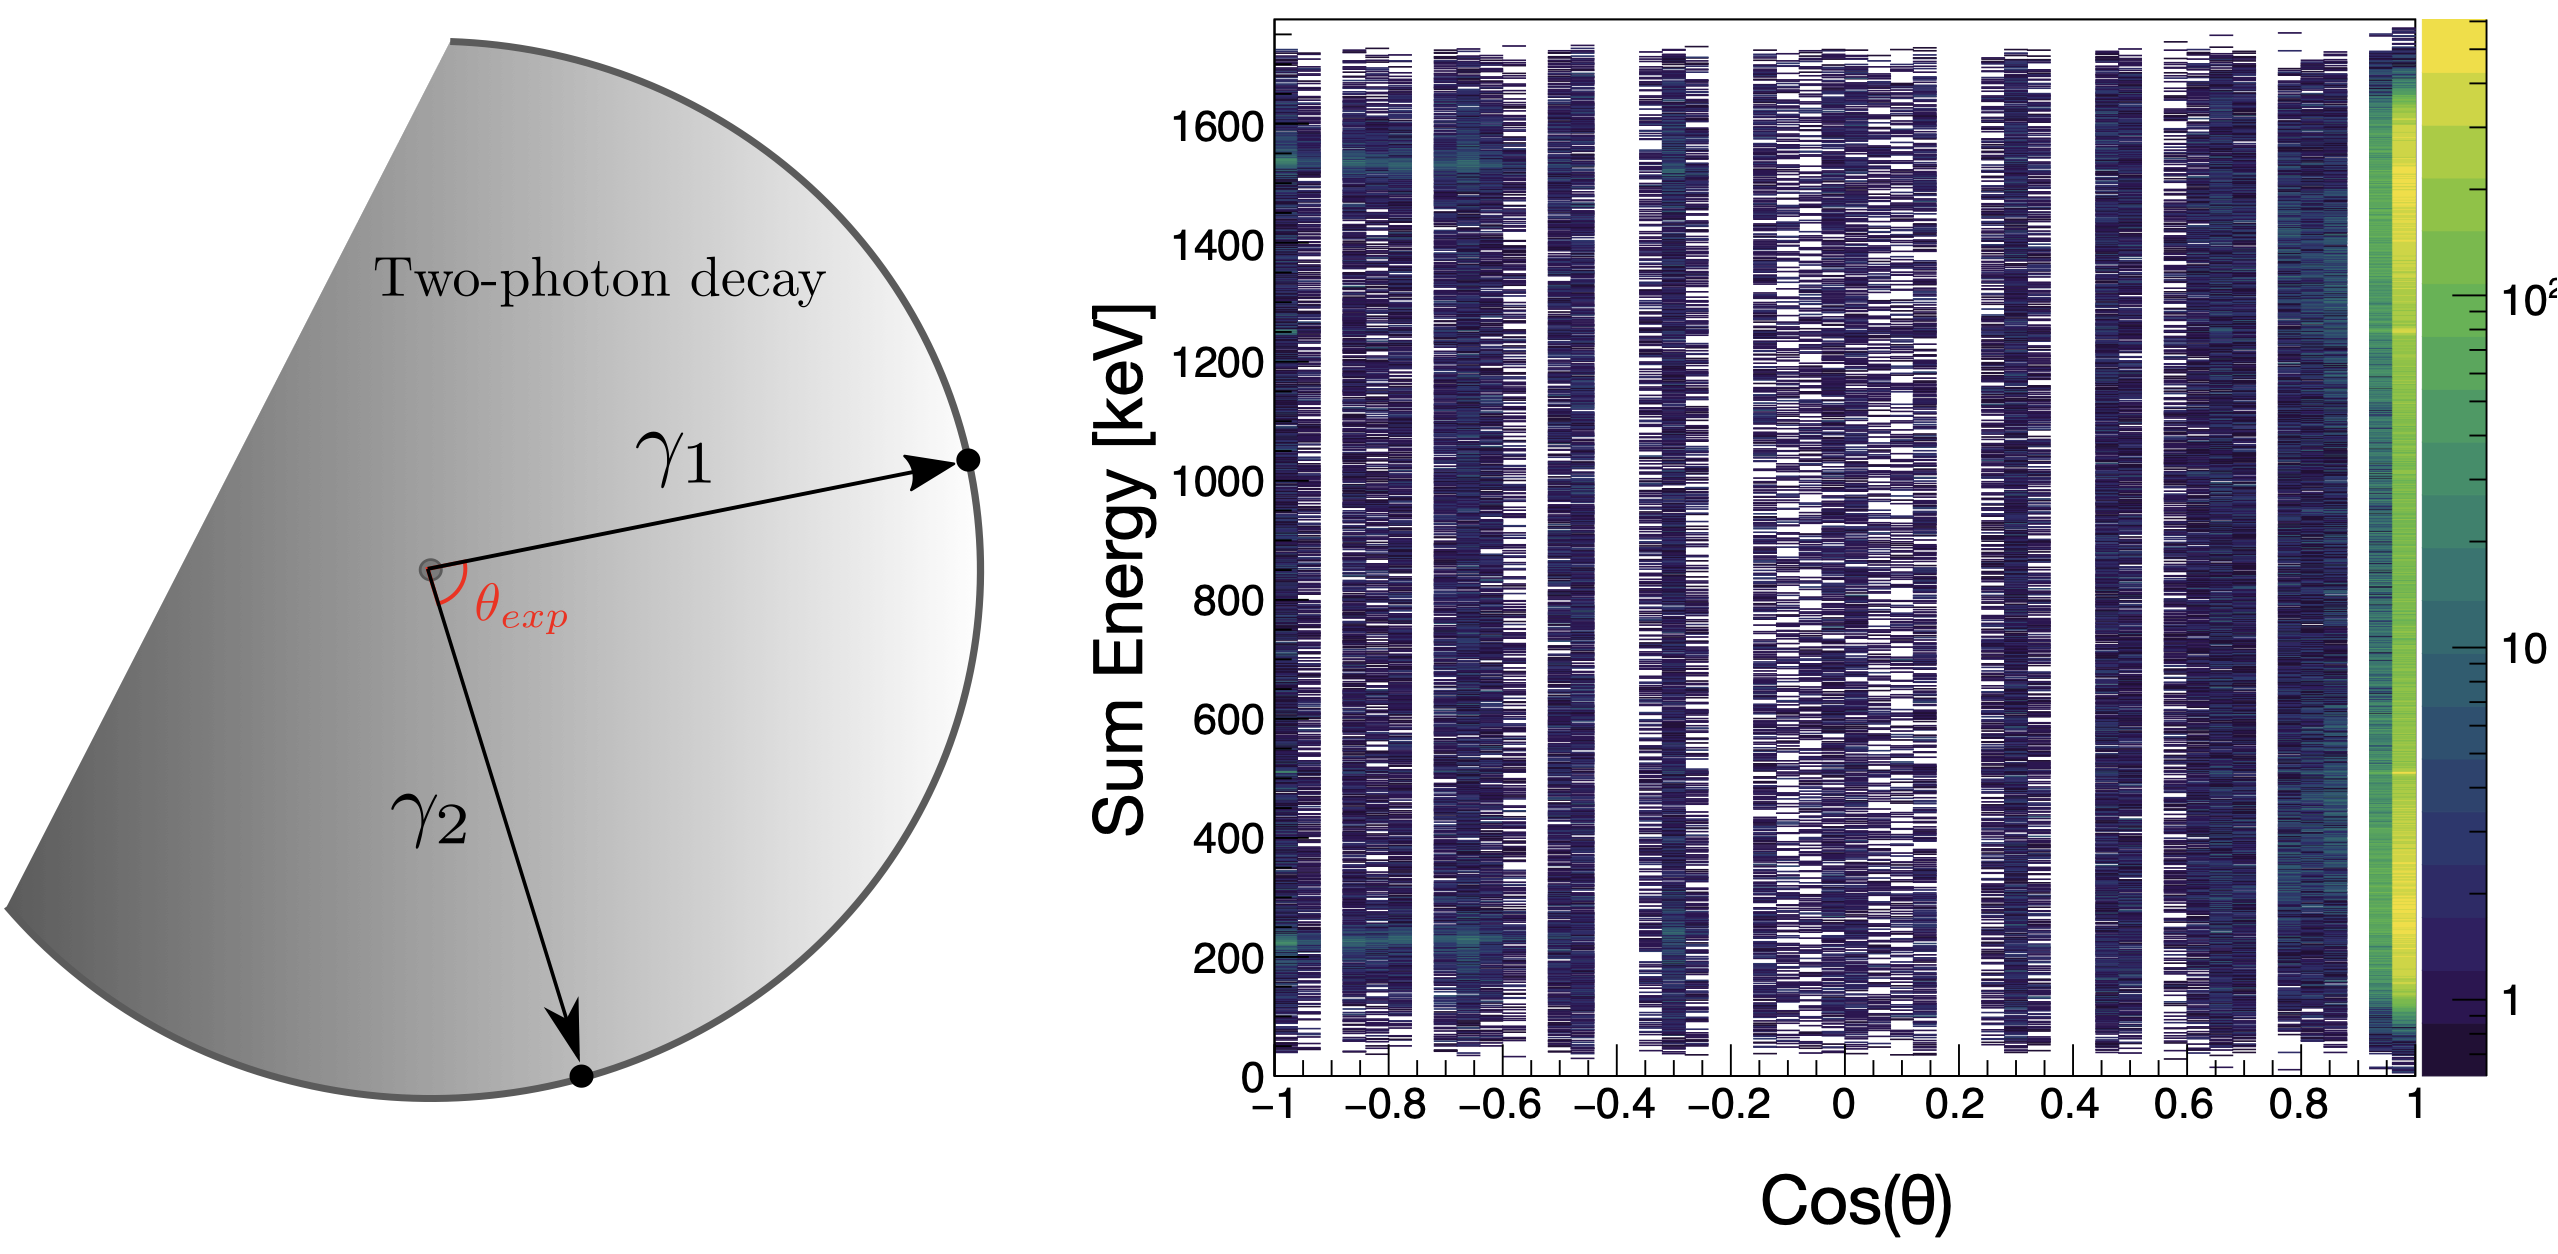 Two-photon decay
γ1
θexp
γ2
Sum Energy [keV]
1600
1400
1200
1000
800
600
400
200
0
−1 −0.8 −0.6 −0.4 −0.2 0 0.2 0.4 0.6 0.8 1
Cos(θ)
10²
10
1